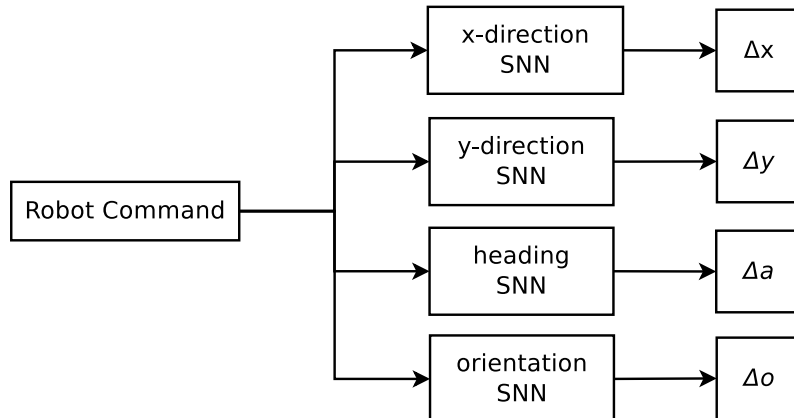 x-direction
SNN
Δx
y-direction
SNN
Δy
Robot Command
heading
SNN
Δa
orientation
SNN
Δo